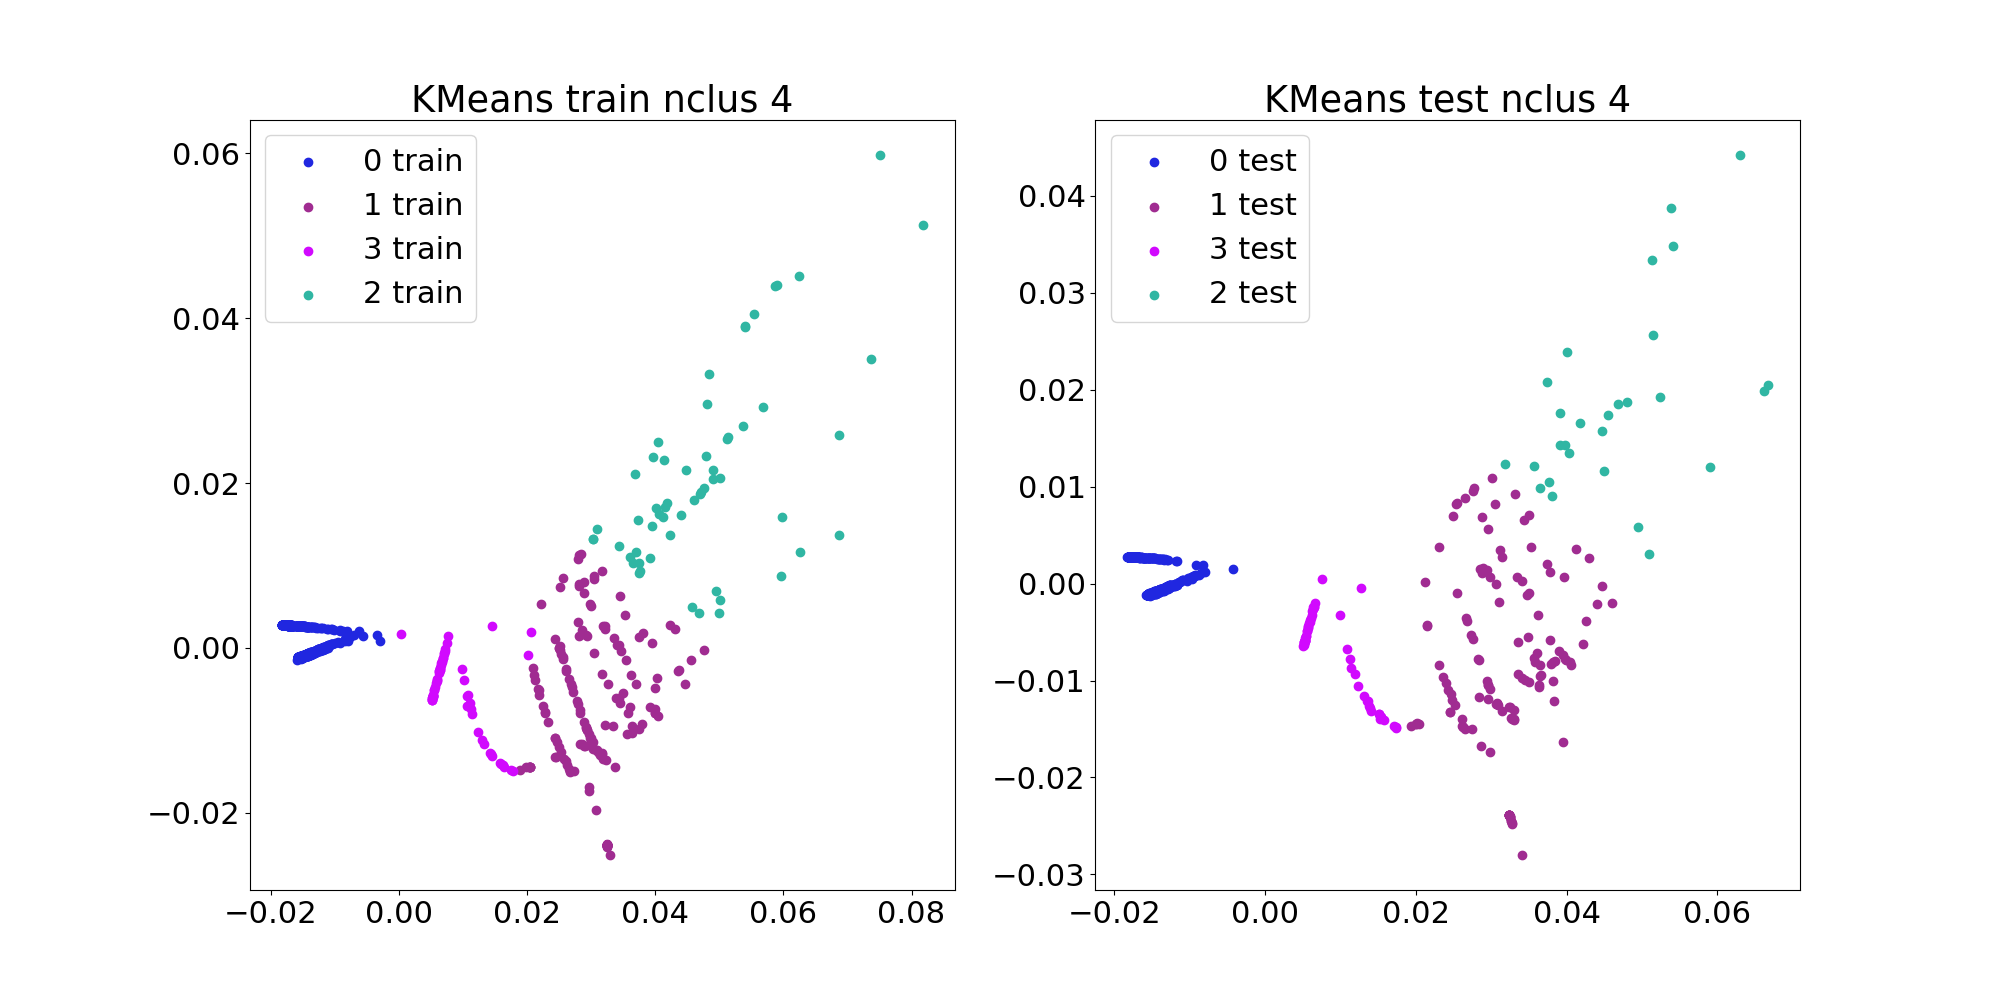 KMeans train nclus 4
0 train
1 train
3 train
2 train
0.06
0.04
0.02
0.00
−0.02
−0.02 0.00 0.02 0.04 0.06 0.08
KMeans test nclus 4
0 test
1 test
3 test
2 test
0.04
0.03
0.02
0.01
0.00
−0.01
−0.02
−0.03
−0.02 0.00 0.02 0.04 0.06